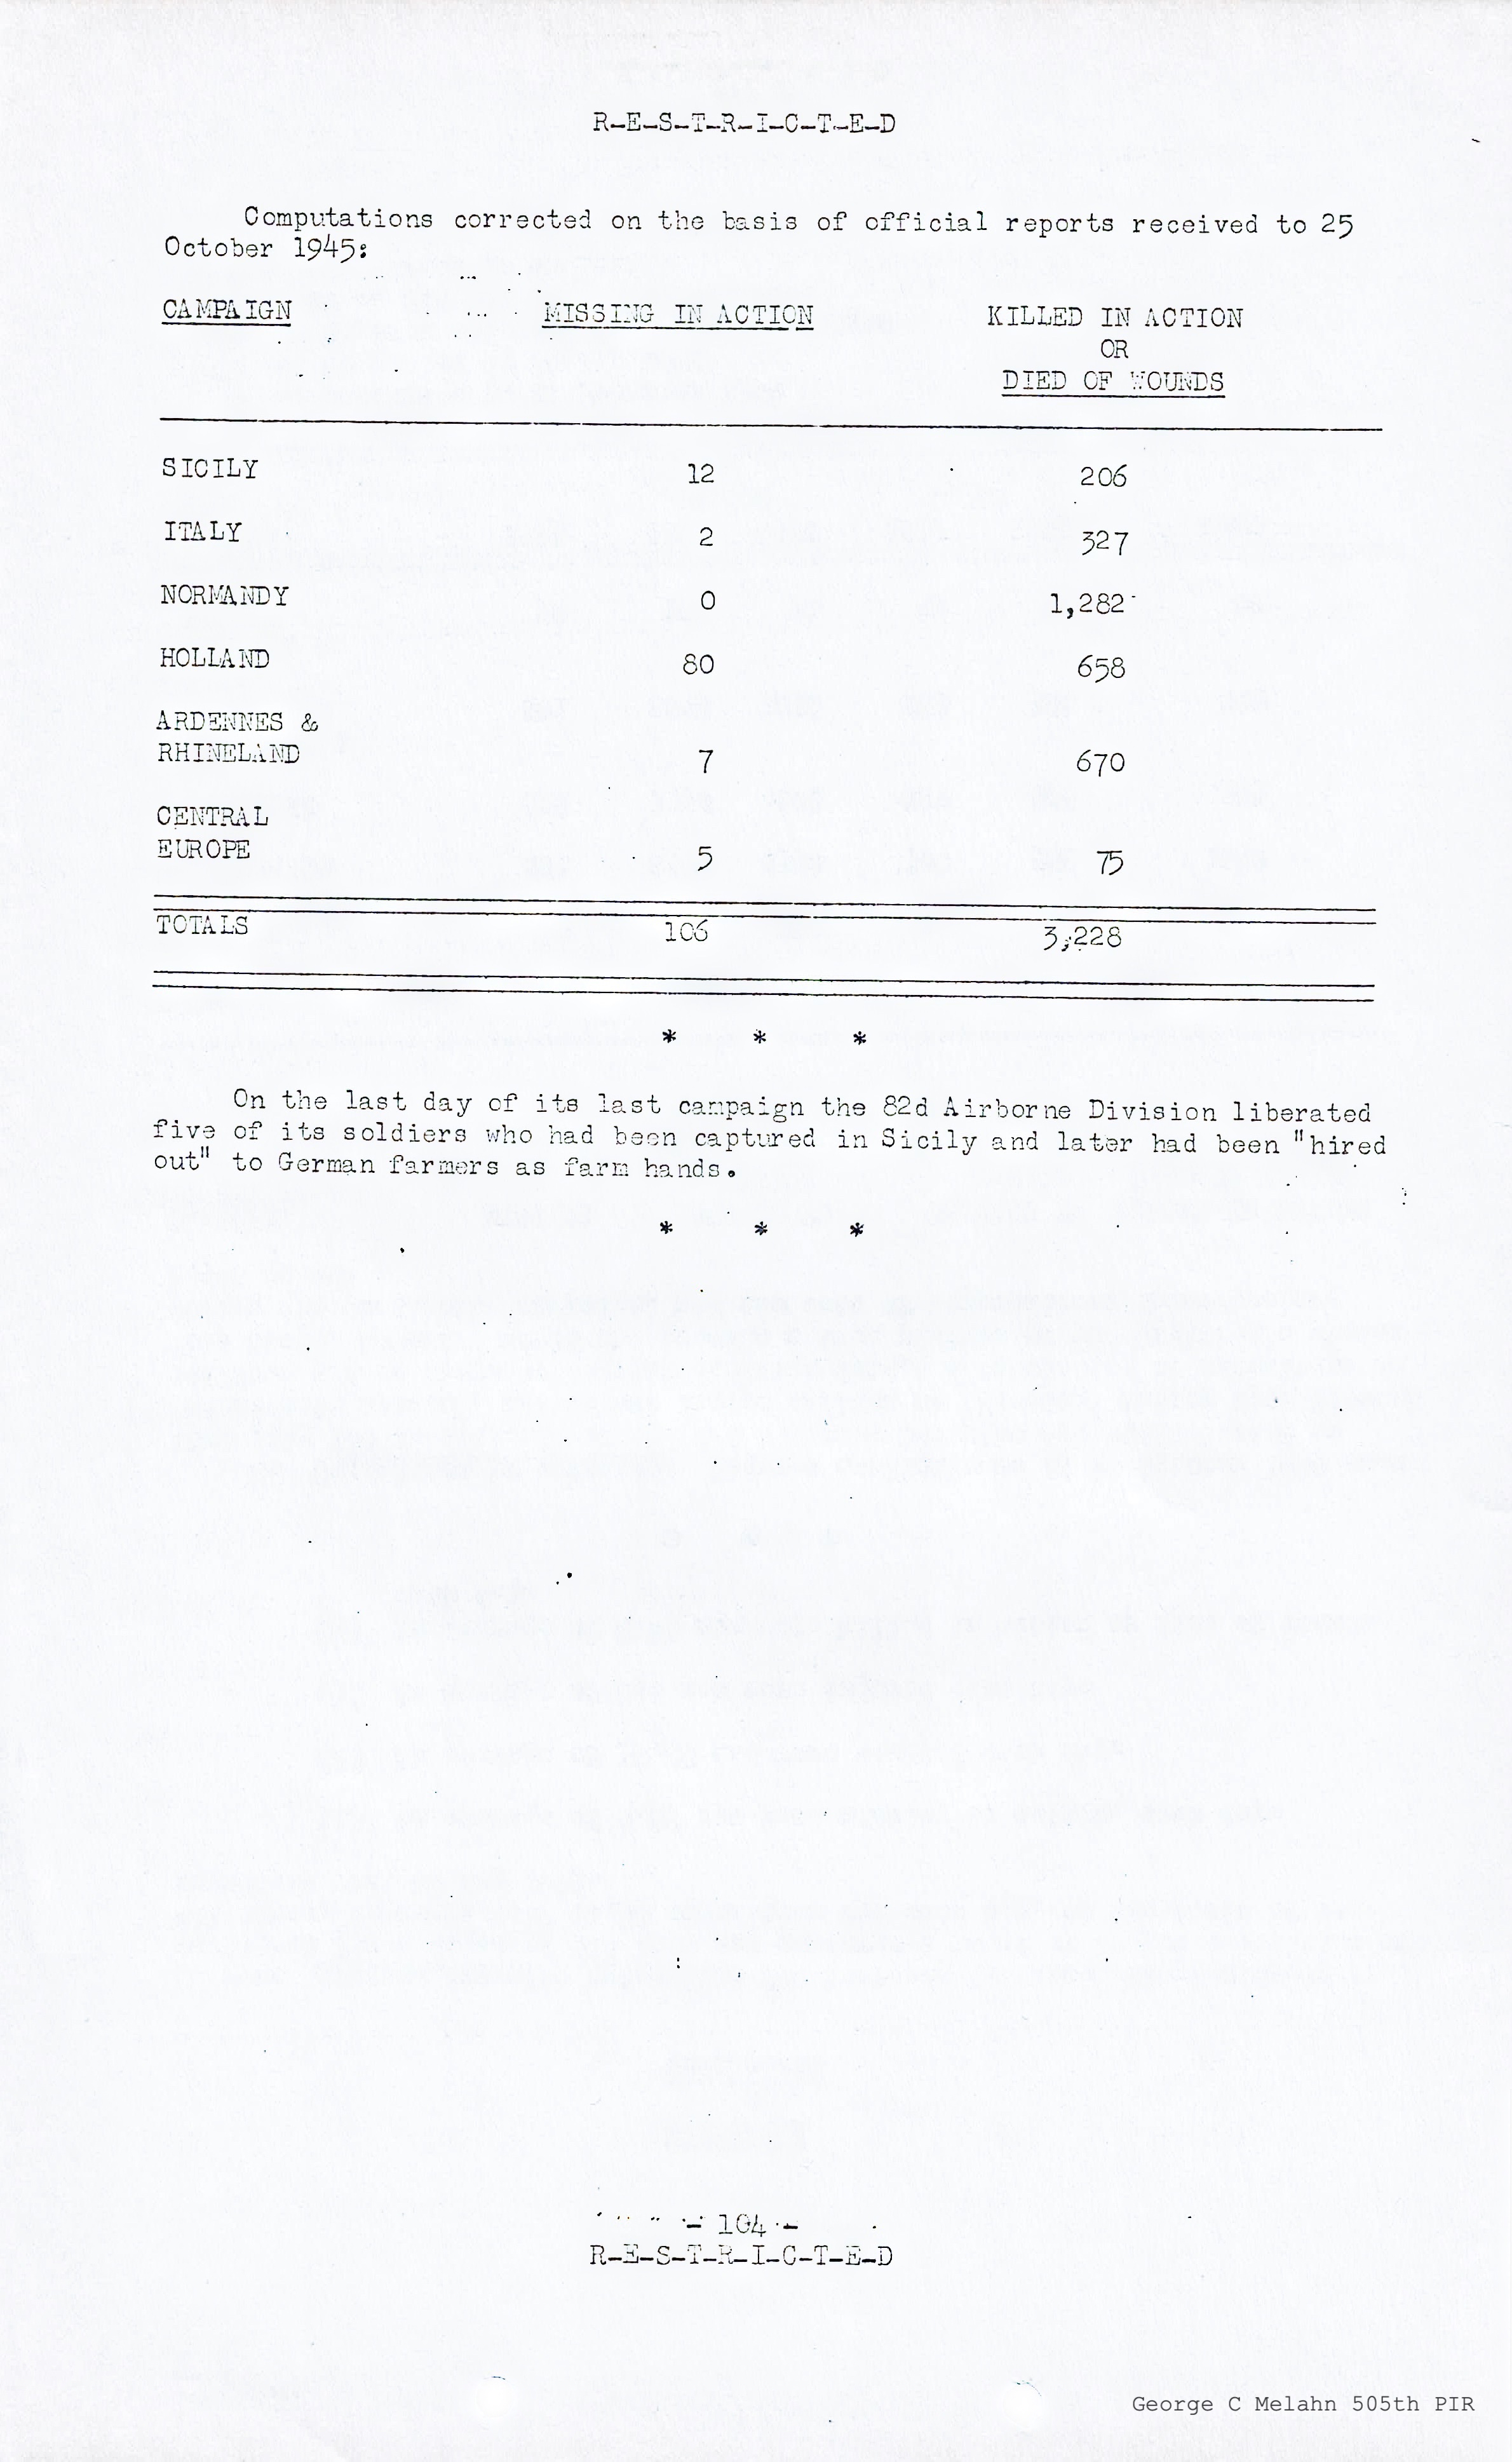 R-E-S-T-R-I-C-T-E-D
Computations corrected on the basis of official reports received to 25
October 1945:
CAMPAIGN MISSING IN ACTION KILLED IN ACTION
OR
DIED OF WOUNDS
SICILY 12 206
ITALY 2 327
NORMANDY 0 1,282
HOLLAND 80 658
ARDENNES &
RHINELAND 7 670
CENTRAL
EUROPE 5 75
TOTALS 106 3,228
* * *
On the last day of its last campaign the 82d Airborne Division liberated
five of its soldiers who had been captured in Sicily and later had been "hired
out" to German farmers as farm hands.
* * *
- 104 -
R-E-S-T-R-I-C-T-E-D
George C Melahn 505th PIR